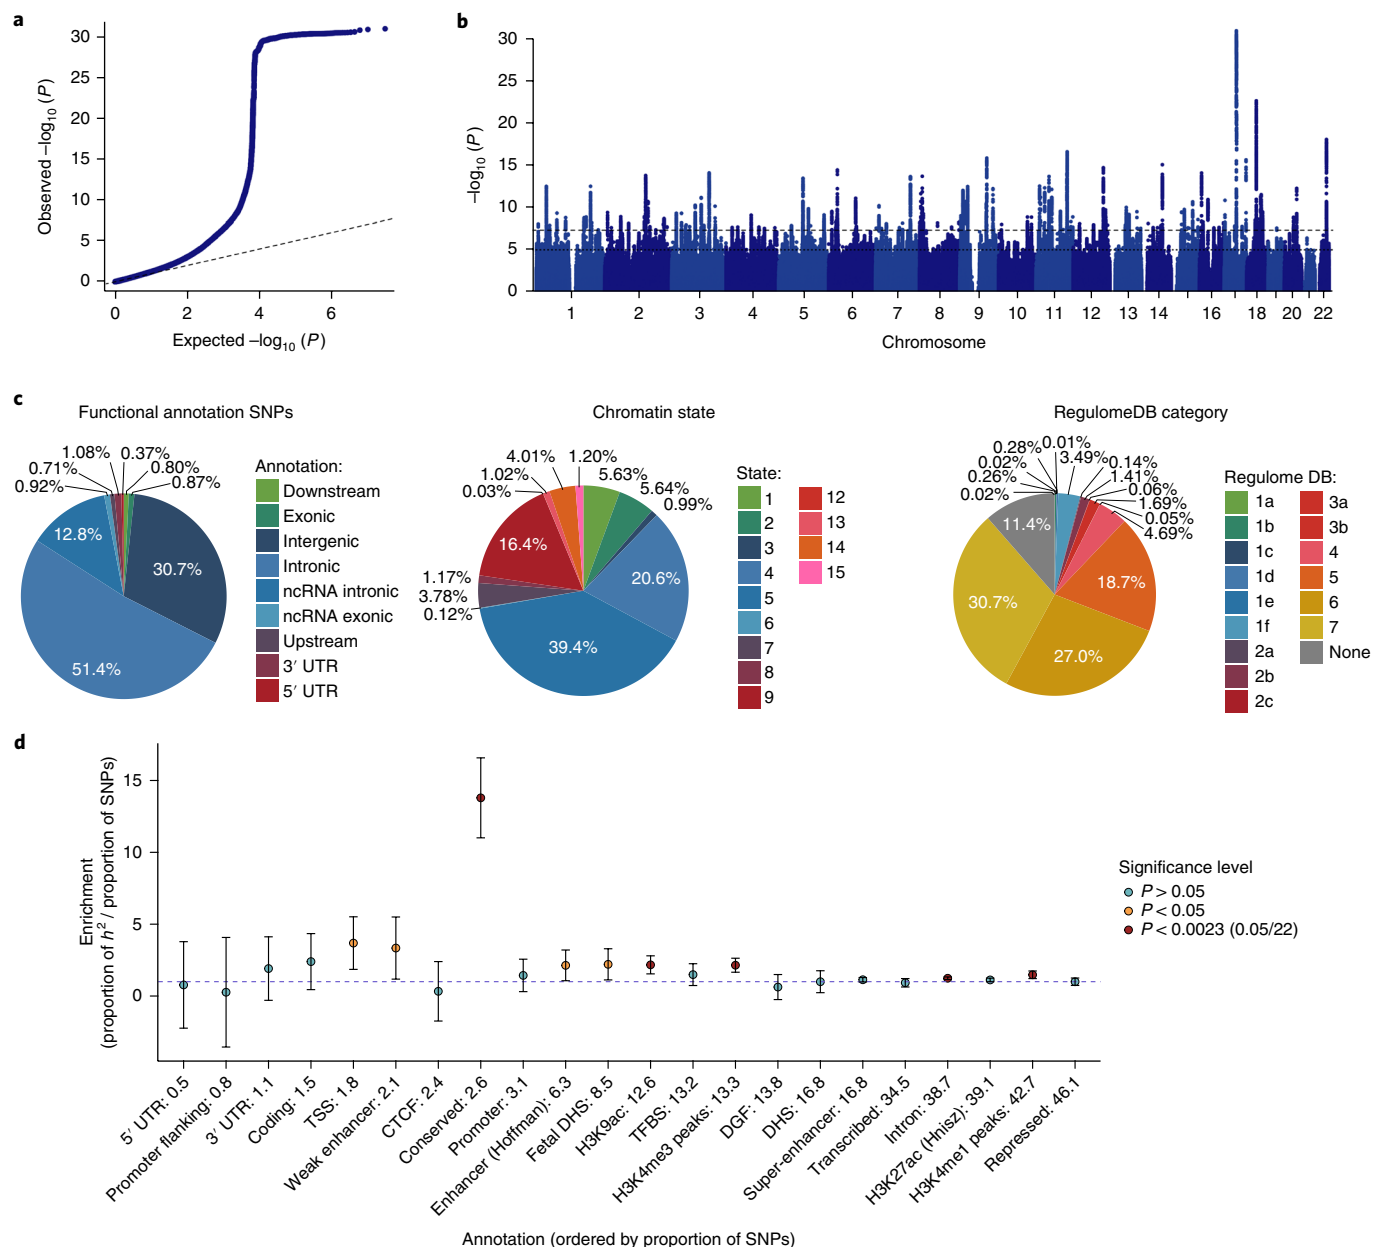 a
Observed –log10 (P)
30
25
20
15
10
5
0
0 2 4 6
Expected –log10 (P)
b
–log10 (P)
30
25
20
15
10
5
0
1 2 3 4 5 6 7 8 9 10 11 12 13 14 16 18 20 22
Chromosome
c
Functional annotation SNPs
1.08%
0.37%
0.71%
0.80%
0.92%
0.87%
12.8%
30.7%
51.4%
Annotation:
Downstream
Exonic
Intergenic
Intronic
ncRNA intronic
ncRNA exonic
Upstream
3′ UTR
5′ UTR
Chromatin state
4.01%
1.20%
1.02%
5.63%
0.03%
5.64%
0.99%
16.4%
20.6%
1.17%
3.78%
0.12%
39.4%
State:
1
2
3
4
5
6
7
8
9
12
13
14
15
RegulomeDB category
0.28%
0.01%
0.02%
3.49%
0.14%
0.26%
1.41%
0.02%
0.06%
1.69%
0.05%
4.69%
11.4%
18.7%
30.7%
27.0%
Regulome DB:
1a
1b
1c
1d
1e
1f
2a
2b
2c
3a
3b
4
5
6
7
None
d
Enrichment
(proportion of h2 / proportion of SNPs)
15
10
5
0
Significance level
P > 0.05
P < 0.05
P < 0.0023 (0.05/22)
5′ UTR: 0.5
Promoter flanking: 0.8
3′ UTR: 1.1
Coding: 1.5
TSS: 1.8
Weak enhancer: 2.1
CTCF: 2.4
Conserved: 2.6
Promoter: 3.1
Enhancer (Hoffman): 6.3
Fetal DHS: 8.5
H3K9ac: 12.6
TFBS: 13.2
H3K4me3 peaks: 13.3
DGF: 13.8
DHS: 16.8
Super-enhancer: 16.8
Transcribed: 34.5
Intron: 38.7
H3K27ac (Hnisz): 39.1
H3K4me1 peaks: 42.7
Repressed: 46.1
Annotation (ordered by proportion of SNPs)